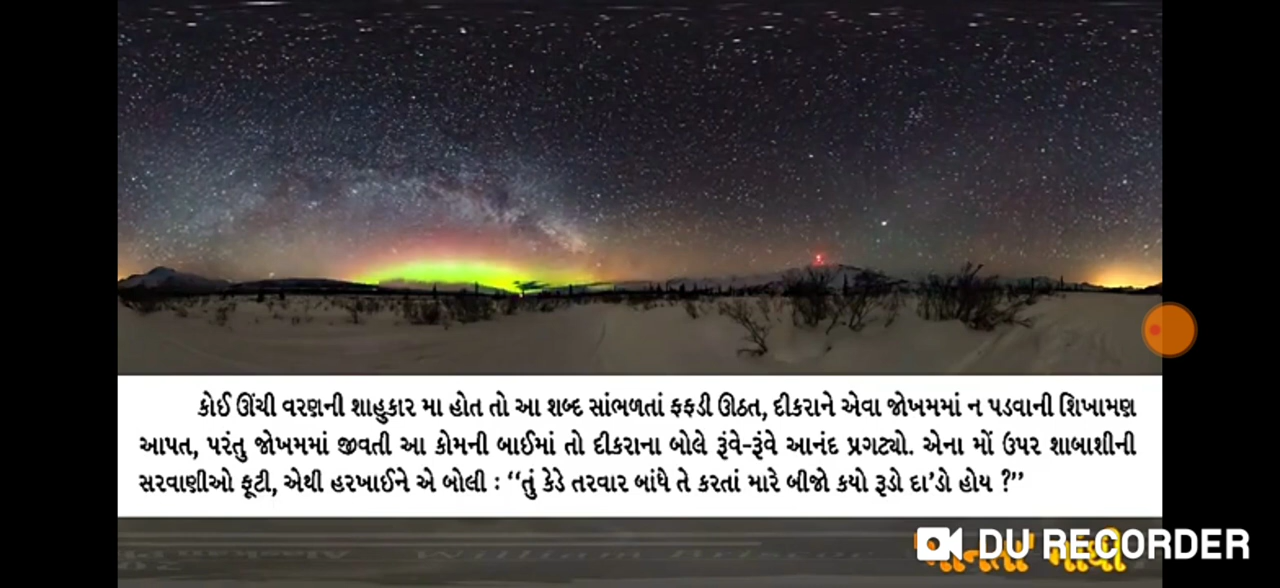 કોઈ ઊંચી વરણની શાહુકાર મા હોત તો આ શબ્દ સાંભળતાં ફફડી ઊઠત, દીકરાને એવા જોખમમાં ન પડવાની શિખામણ
આપત, પરંતુ જોખમમાં જીવતી આ કોમની બાઈમાં તો દીકરાના બોલે રૂંવે-રૂંવે આનંદ પ્રગટ્યો. એના મોં ઉપર શાબાશીની
સરવાણીઓ ફૂટી, એથી હરખાઈને એ બોલી : “તું કેડે તરવાર બાંધે તે કરતાં મારે બીજો કયો રૂડો દા’ડો હોય ?”
DU RECORDER